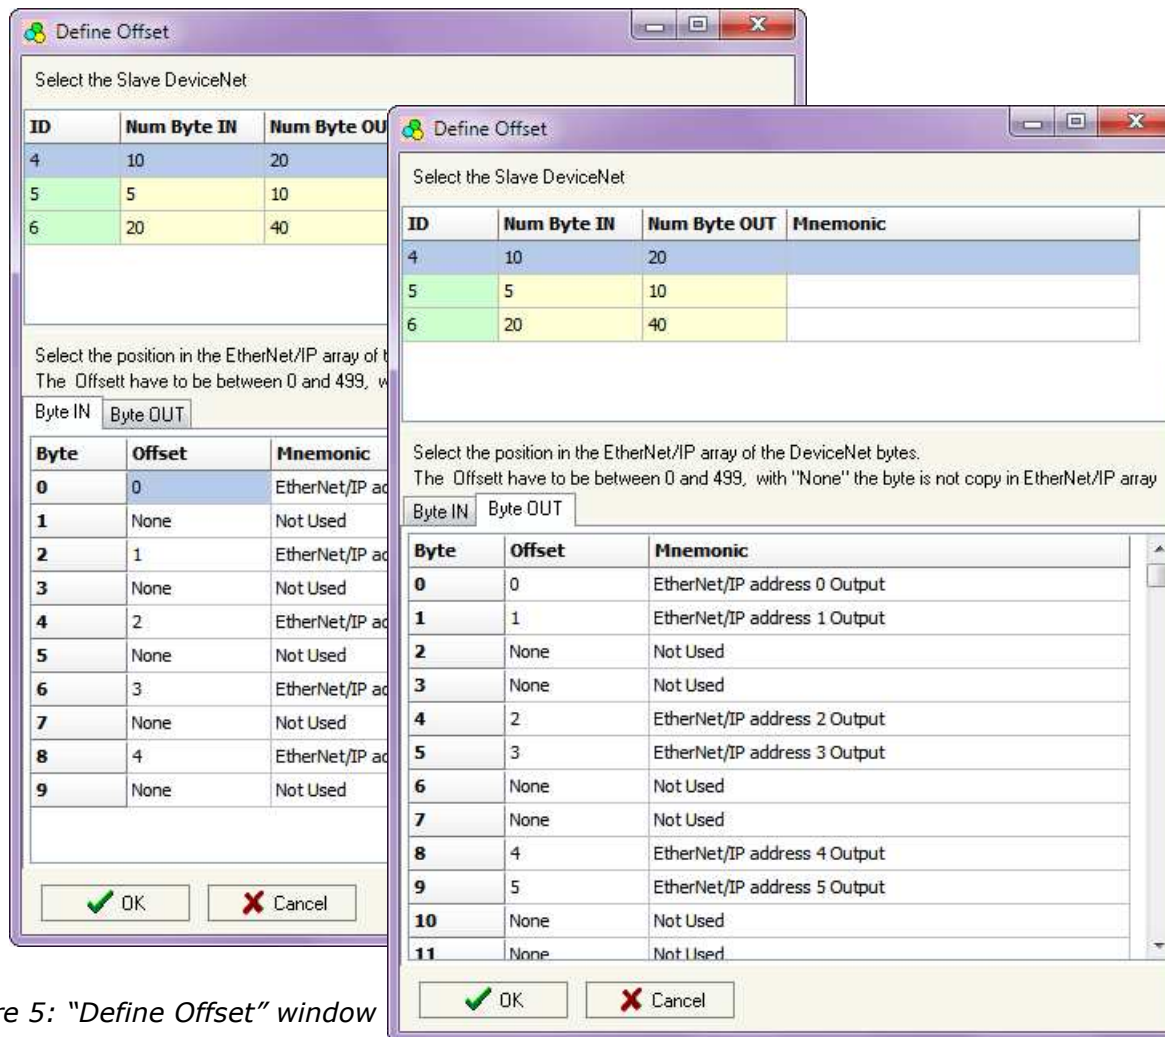 Define Offset
Select the Slave DeviceNet
ID Num Byte IN Num Byte OU
4 10 20
5 5 10
6 20 40
Select the position in the EtherNet/IP array of
The Offsett have to be between 0 and 499,
Byte IN Byte OUT
Byte Offset Mnemonic
0 0 EtherNet/IP
1 None Not Used
2 1 EtherNet/IP
3 None Not Used
4 2 EtherNet/IP
5 None Not Used
6 3 EtherNet/IP
7 None Not Used
8 4 EtherNet/IP
9 None Not Used
OK Cancel
Define Offset
Select the Slave DeviceNet
ID Num Byte IN Num Byte OUT Mnemonic
4 10 20
5 5 10
6 20 40
Select the position in the EtherNet/IP array of the DeviceNet bytes.
The Offsett have to be between 0 and 499, with "None" the byte is not copy in EtherNet/IP array
Byte IN Byte OUT
Byte Offset Mnemonic
0 0 EtherNet/IP address 0 Output
1 1 EtherNet/IP address 1 Output
2 None Not Used
3 None Not Used
4 2 EtherNet/IP address 2 Output
5 3 EtherNet/IP address 3 Output
6 None Not Used
7 None Not Used
8 4 EtherNet/IP address 4 Output
9 5 EtherNet/IP address 5 Output
10 None Not Used
11 None Not Used
OK Cancel
re 5: “Define Offset” window